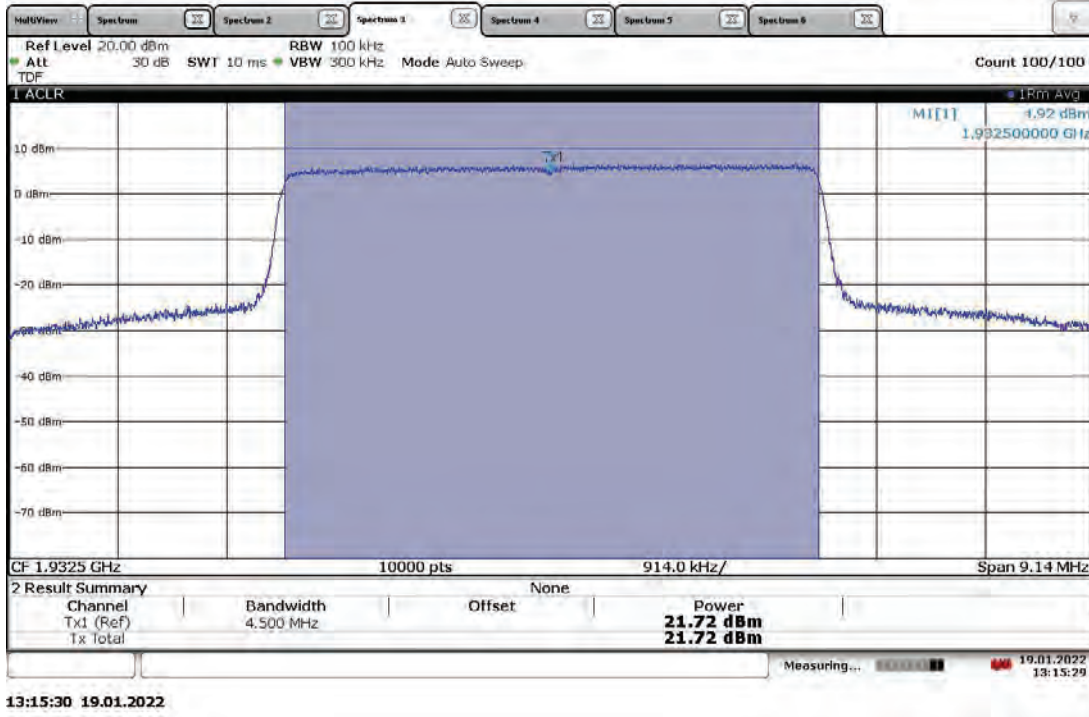 MultiView Spectrum Spectrum 2 Spectrum 3 Spectrum 4 Spectrum 5 Spectrum 6
Ref Level 20.00 dBm RBW 100 kHz
Att 30 dB SWT 10 ms VBW 300 kHz Mode Auto Sweep Count 100/100
TDF
1 ACLR 1Rm Avg
M1[1] 4.92 dBm
1.932500000 GHz
10 dBm
Tx1
0 dBm
-10 dBm
-20 dBm
-40 dBm
-50 dBm
-60 dBm
-70 dBm
CF 1.9325 GHz 10000 pts 914.0 kHz/ Span 9.14 MHz
2 Result Summary None
Channel Bandwidth Offset Power
Tx1 (Ref) 4.500 MHz 21.72 dBm
Tx Total 21.72 dBm
Measuring... 19.01.2022
13:15:29
13:15:30 19.01.2022